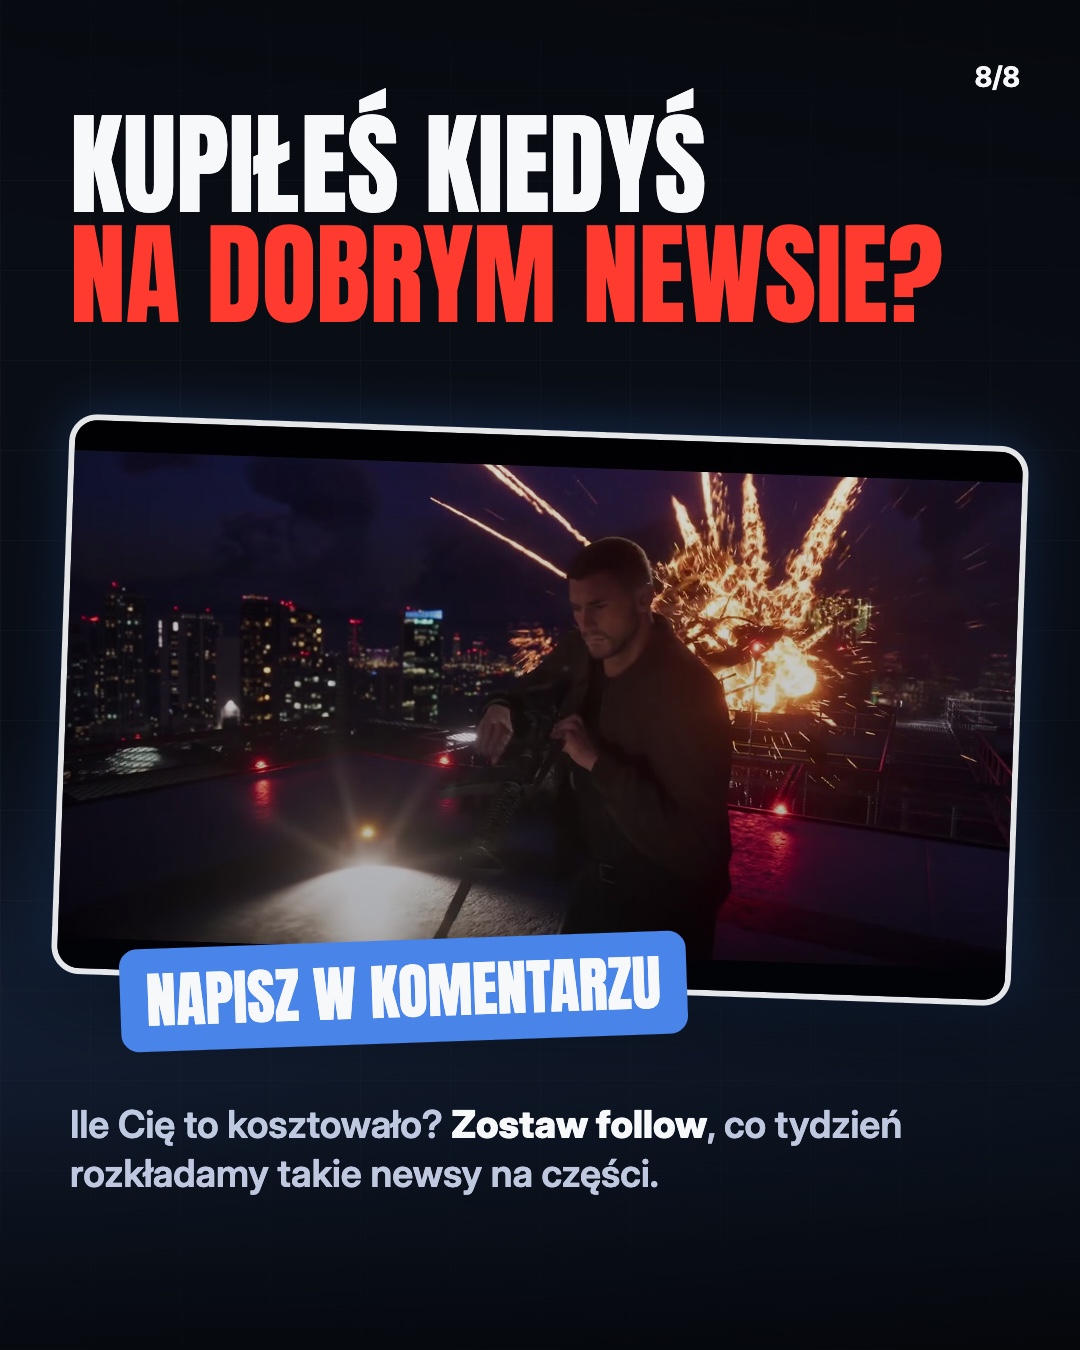 8/8
KUPIŁEŚ KIEDYŚ
NA DOBRYM NEWSIE?
NAPISZ W KOMENTARZU
Ile Cię to kosztowało? Zostaw follow, co tydzień
rozkładamy takie newsy na części.